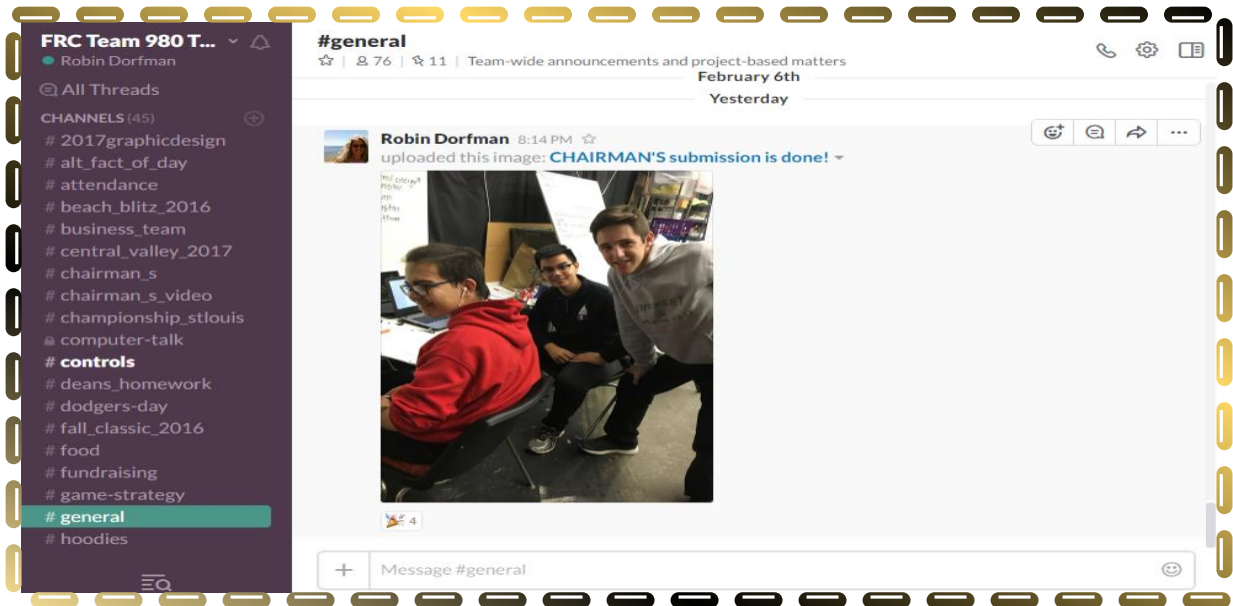 FRC Team 980 T...
Robin Dorfman
All Threads
CHANNELS (45)
# 2017graphicdesign
# alt_fact_of_day
# attendance
# beach_blitz_2016
# business_team
# central_valley_2017
# chairman_s
# chairman_s_video
# championship_stlouis
computer-talk
# controls
# deans_homework
# dodgers-day
# fall_classic_2016
# food
# fundraising
# game-strategy
# general
# hoodies
#general
76 | 11 | Team-wide announcements and project-based matters
February 6th
Yesterday
Robin Dorfman 8:14 PM
uploaded this image: CHAIRMAN'S submission is done!
4
Message #general